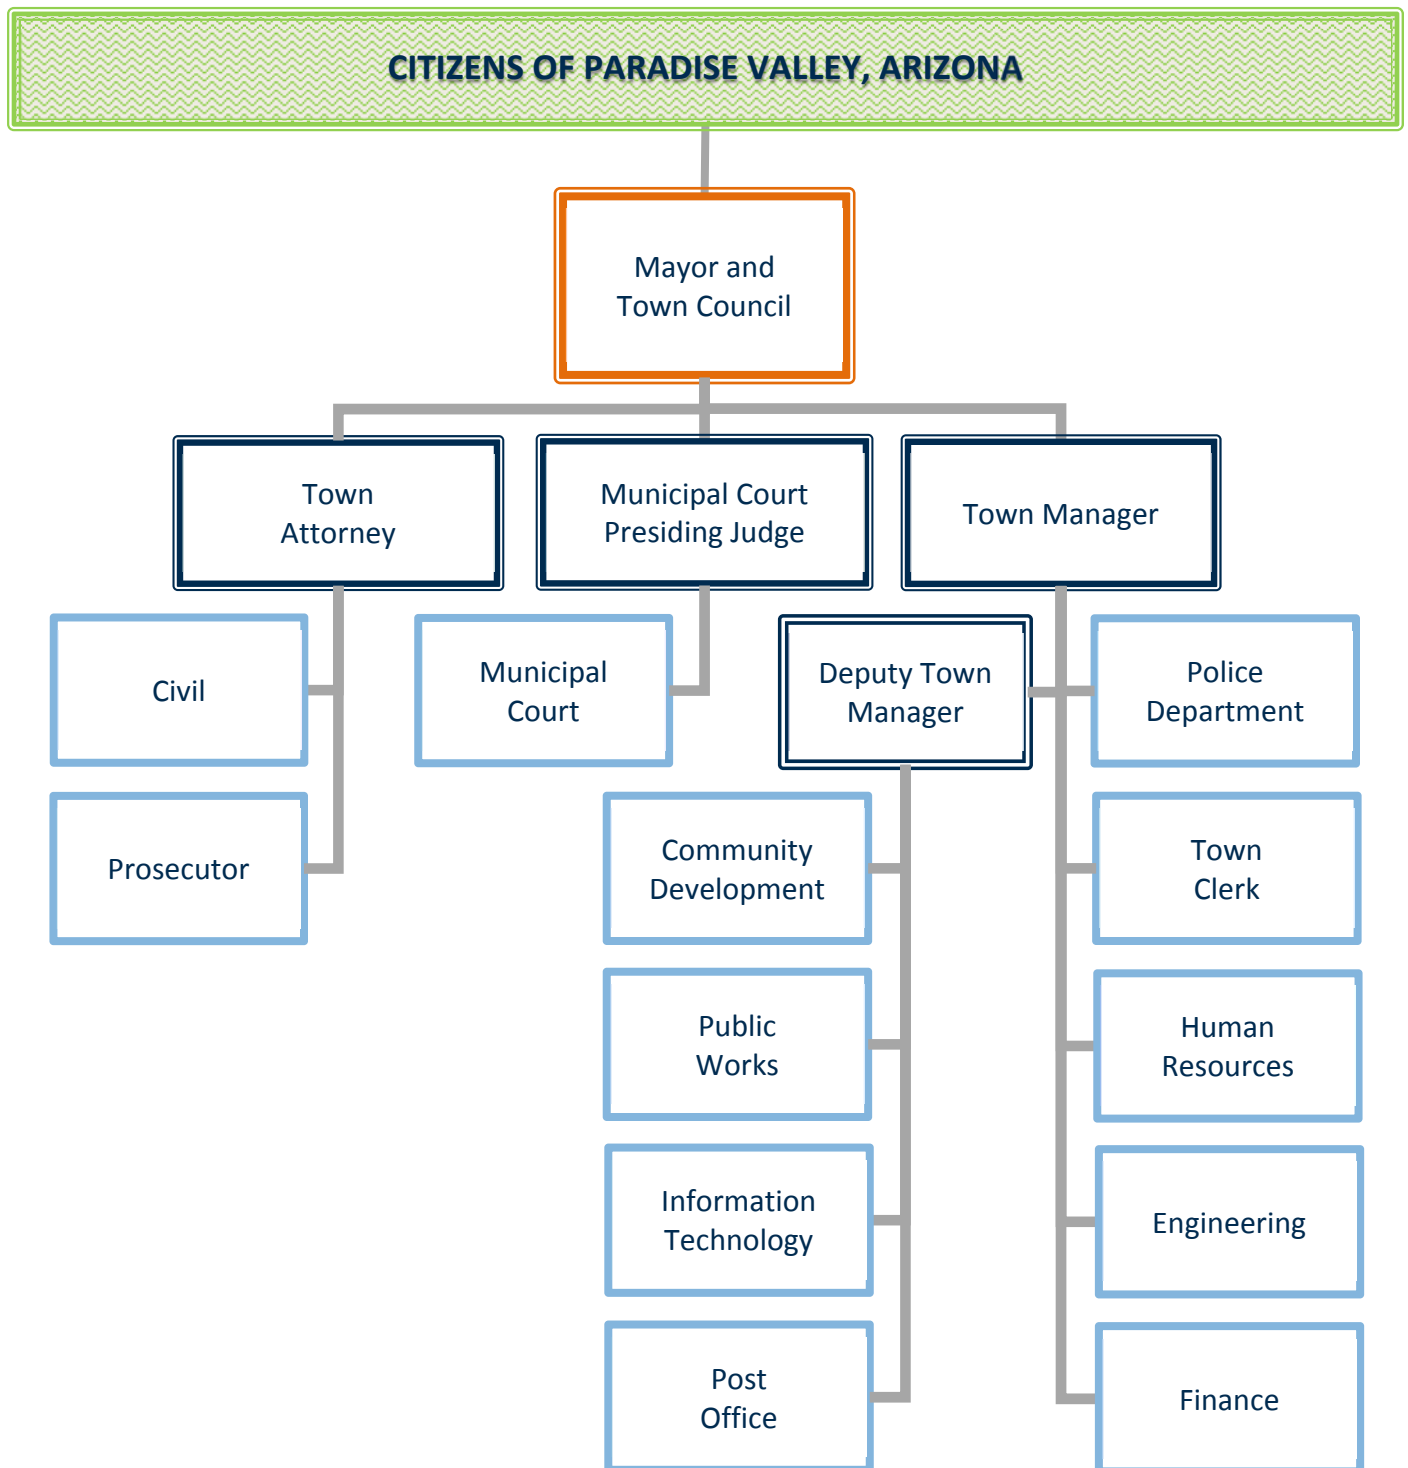 CITIZENS OF PARADISE VALLEY, ARIZONA
Mayor and
Town Council
Town
Attorney
Municipal Court
Presiding Judge
Town Manager
Civil
Municipal
Court
Deputy Town
Manager
Police
Department
Prosecutor
Community
Development
Town
Clerk
Public
Works
Human
Resources
Information
Technology
Engineering
Post
Office
Finance